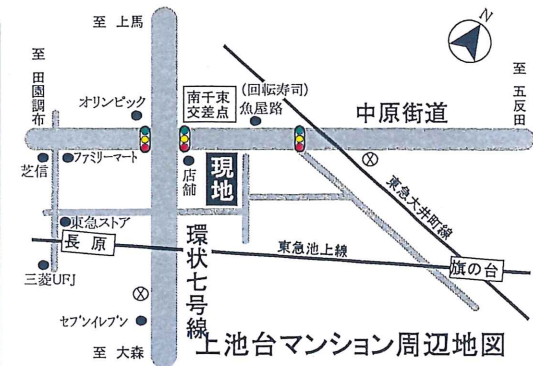 至 上馬
N
至 田園調布
オリンピック
南千束
交差点
(回転寿司)
魚屋路
中原街道
至 五反田
芝信
ファミリーマート
店舗
現地
東急大井町線
東急ストア
長原
環状七号線
東急池上線
旗の台
三菱UFJ
セブンイレブン
至 大森
上池台マンション周辺地図